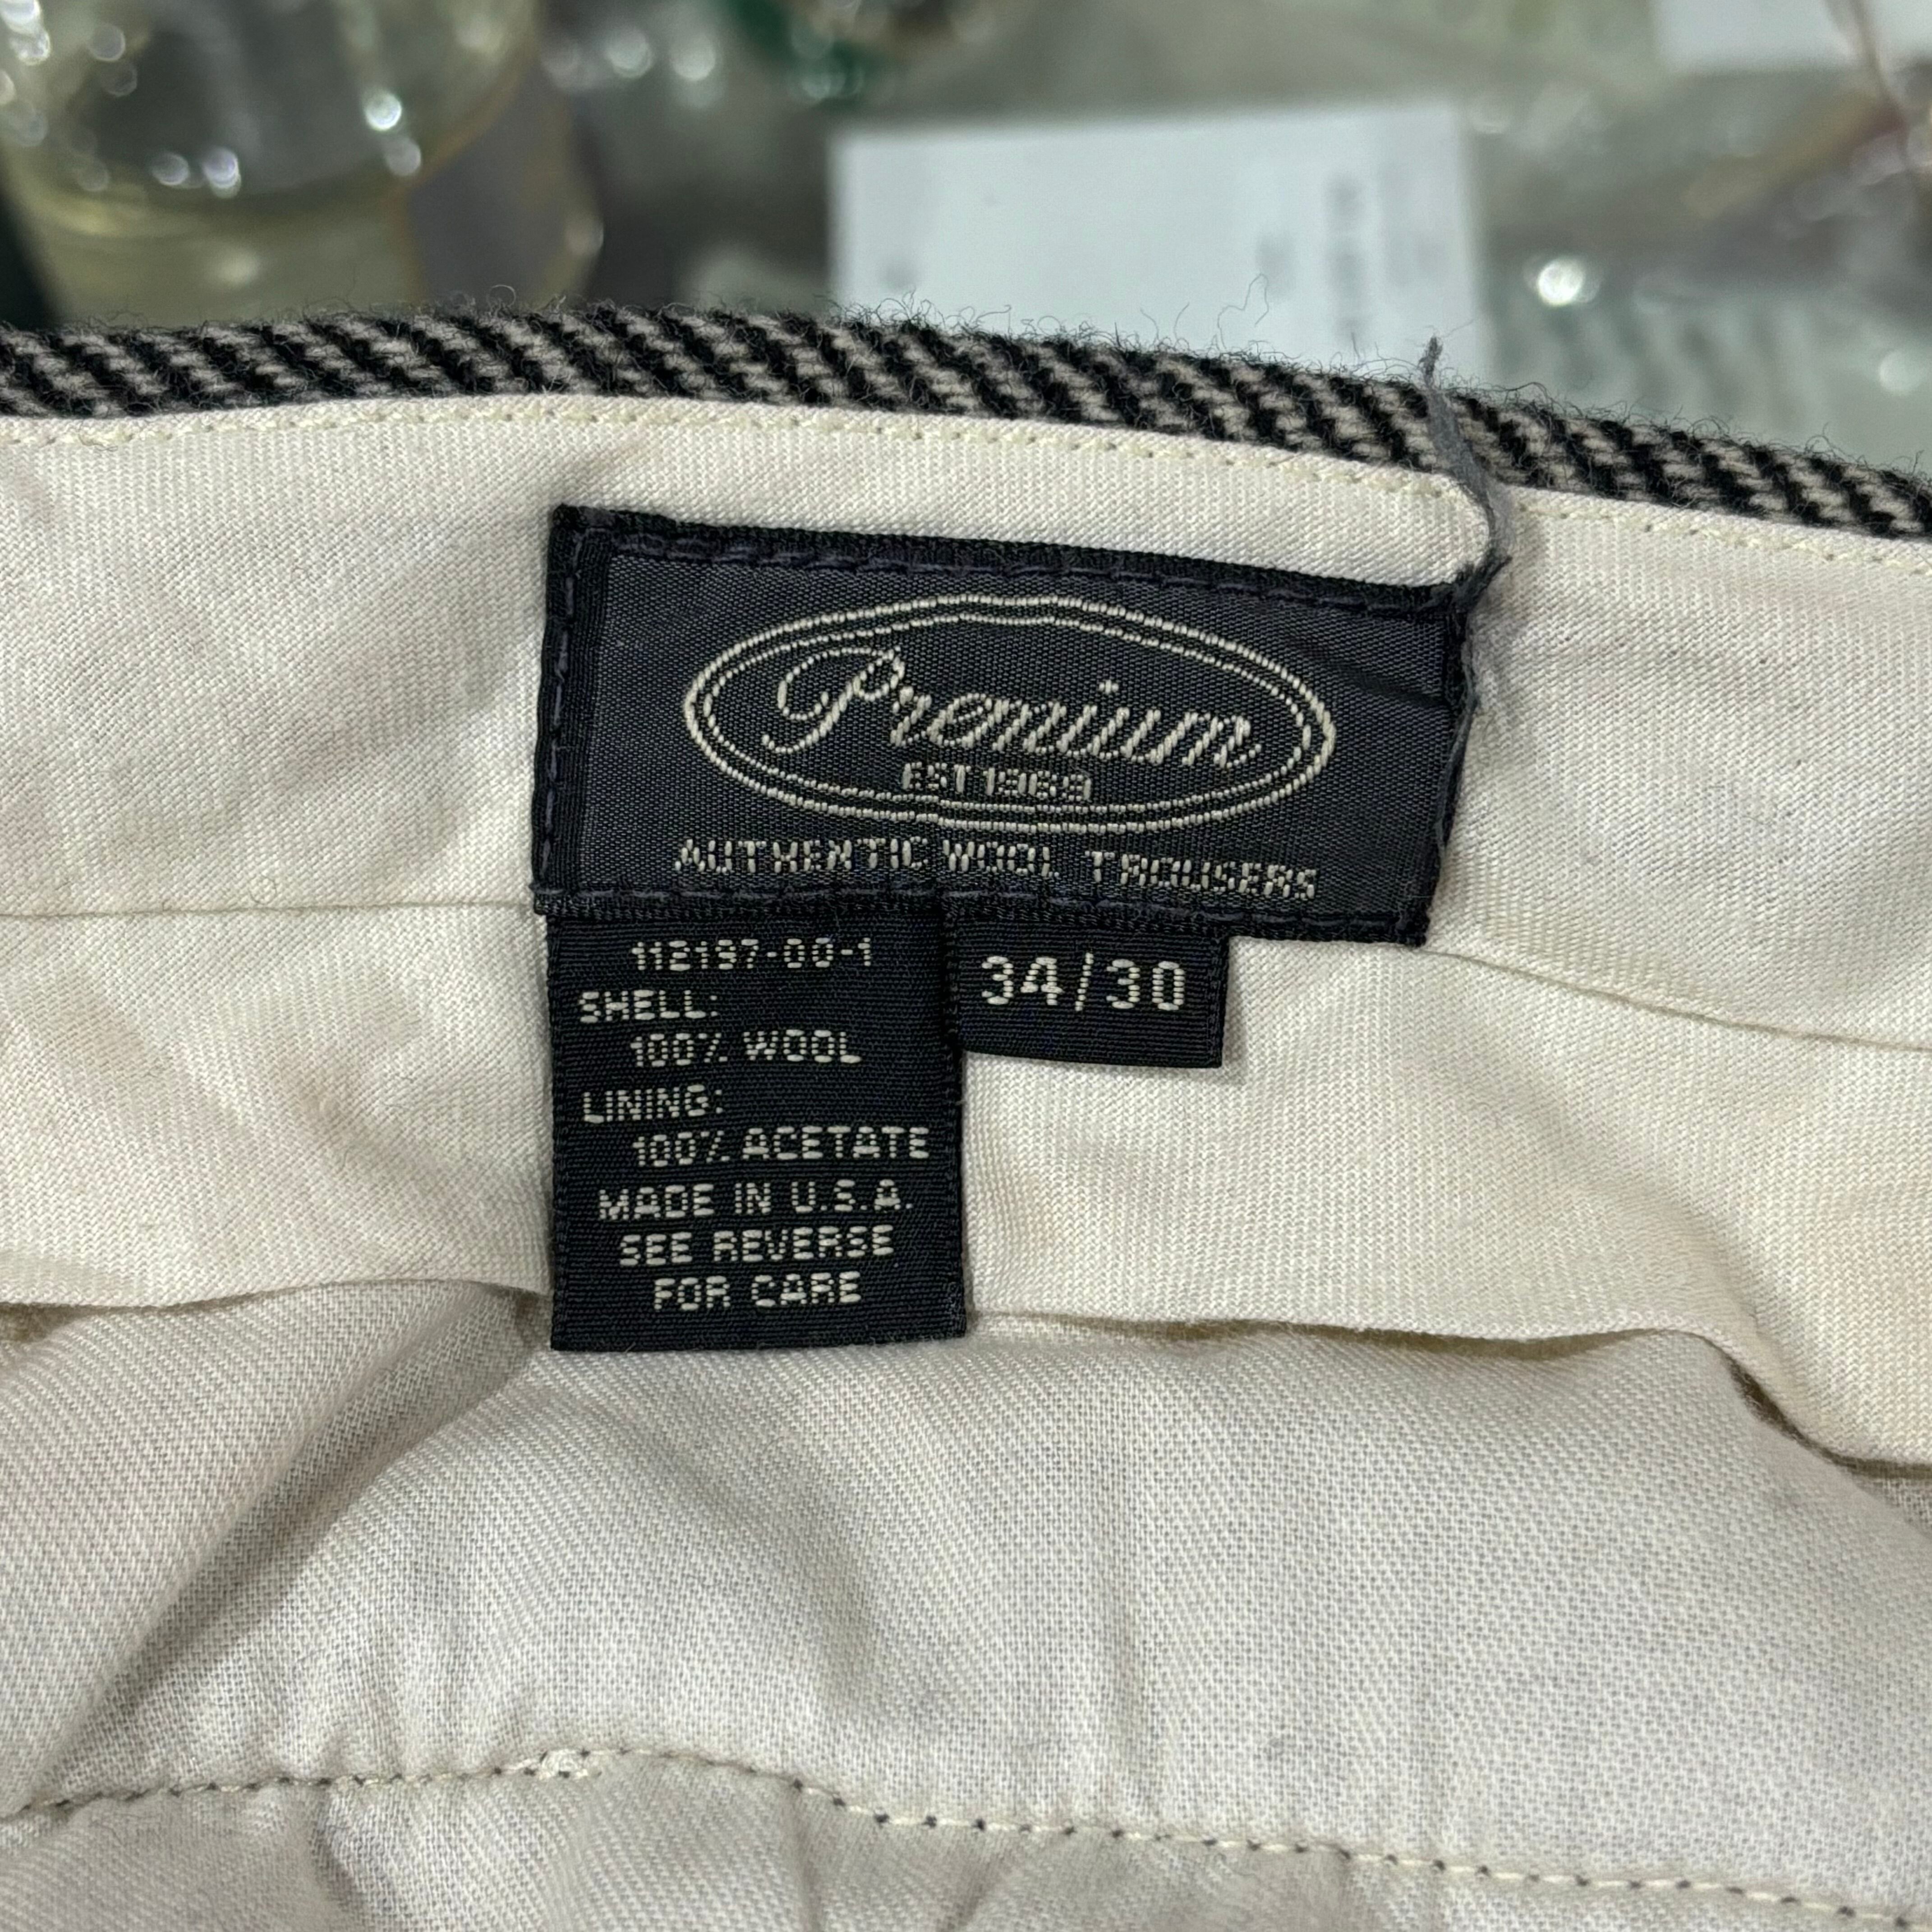 Premium
EST 1969
AUTHENTIC WOOL TROUSERS
112197-00-1
34/30
SHELL:
100% WOOL
LINING:
100% ACETATE
MADE IN U.S.A.
SEE REVERSE
FOR CARE